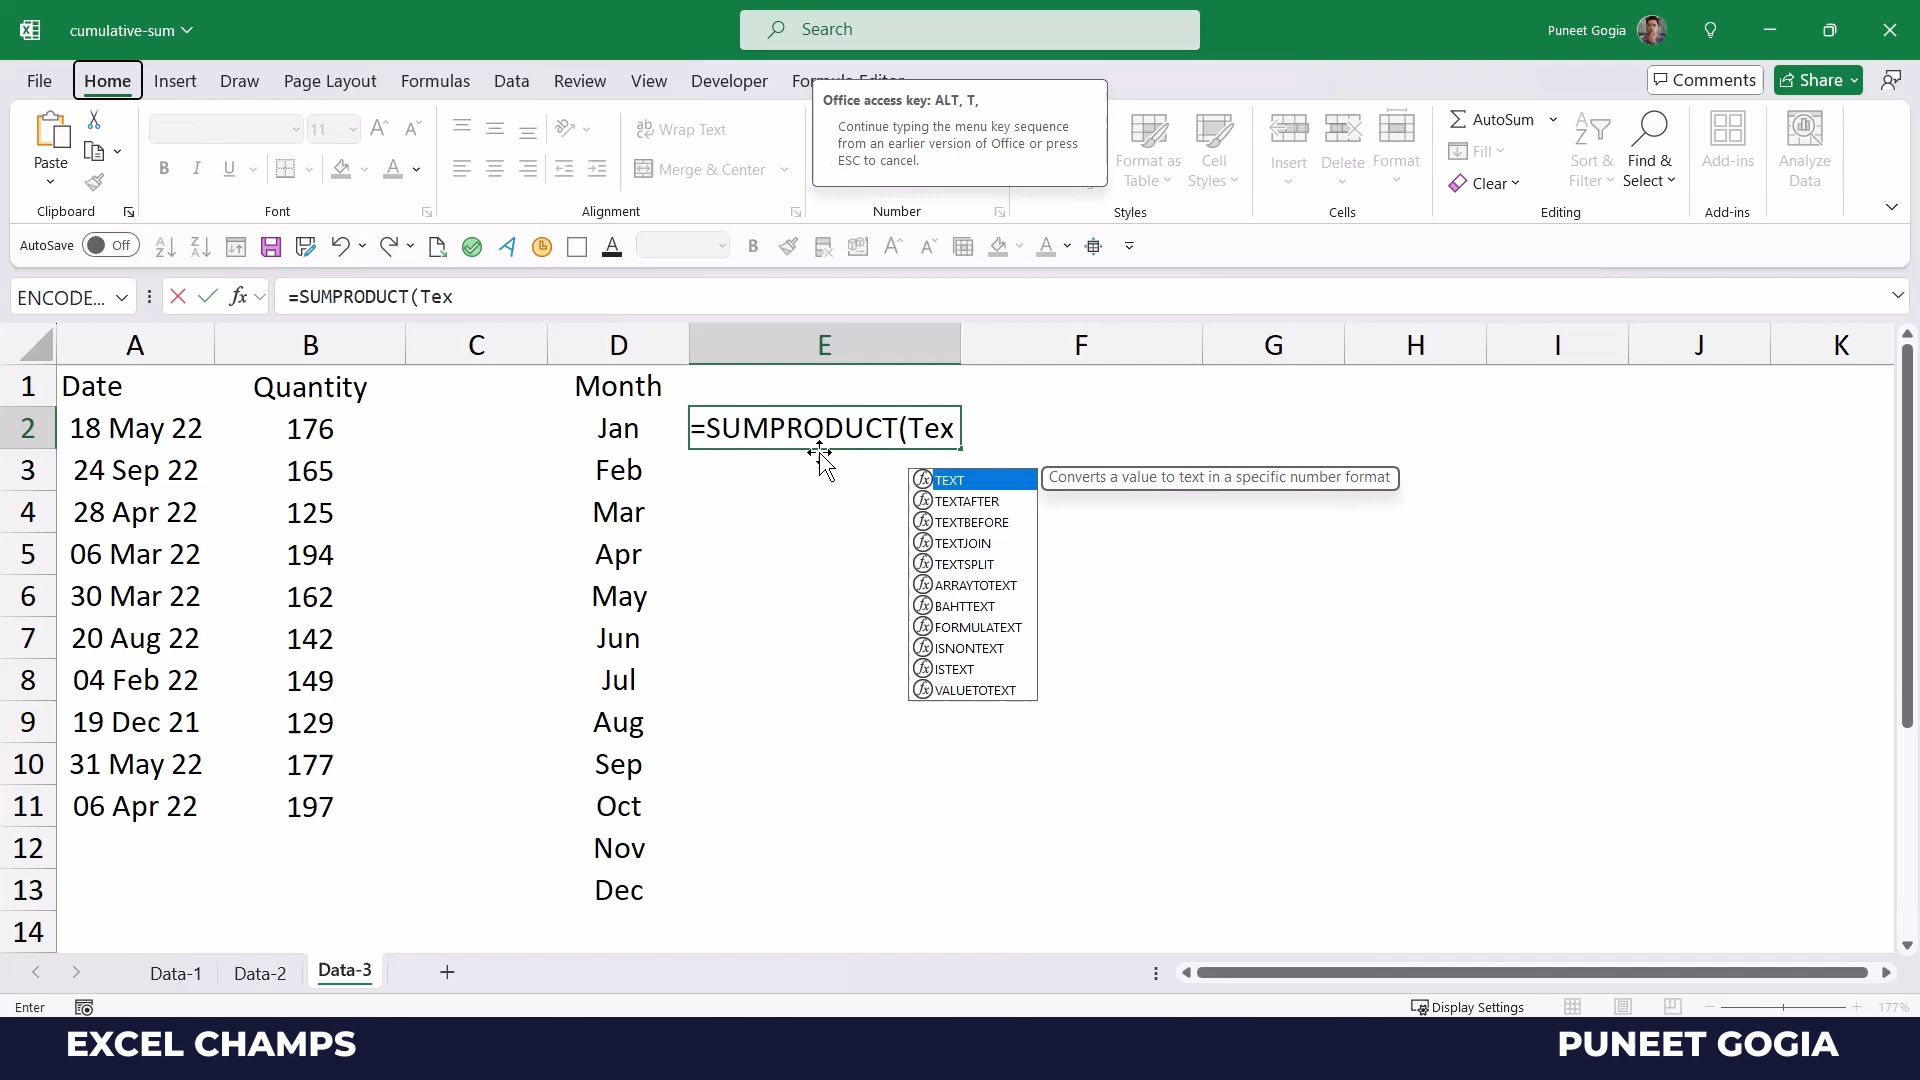 cumulative-sum
Search
Puneet Gogia
File Home Insert Draw Page Layout Formulas Data Review View Developer
Comments
Share
Office access key: ALT, T,
Continue typing the menu key sequence
from an earlier version of Office or press
ESC to cancel.
Paste
11
B I U
A
Wrap Text
Merge & Center
Format as
Table
Cell
Styles
Insert
Delete
Format
AutoSum
Fill
Clear
Sort &
Filter
Find &
Select
Add-ins
Analyze
Data
Clipboard Font Alignment Number Styles Cells Editing Add-ins
AutoSave Off
ENCODE...
fx
=SUMPRODUCT(Tex
A B C D E F G H I J K
1 Date Quantity Month
2 18 May 22 176 Jan =SUMPRODUCT(Tex
3 24 Sep 22 165 Feb
4 28 Apr 22 125 Mar
5 06 Mar 22 194 Apr
6 30 Mar 22 162 May
7 20 Aug 22 142 Jun
8 04 Feb 22 149 Jul
9 19 Dec 21 129 Aug
10 31 May 22 177 Sep
11 06 Apr 22 197 Oct
12 Nov
13 Dec
14
TEXT
Converts a value to text in a specific number format
TEXTAFTER
TEXTBEFORE
TEXTJOIN
TEXTSPLIT
ARRAYTOTEXT
BAHTTEXT
FORMULATEXT
ISNONTEXT
ISTEXT
VALUETOTEXT
Data-1 Data-2 Data-3
Enter
Display Settings
177%
EXCEL CHAMPS
PUNEET GOGIA